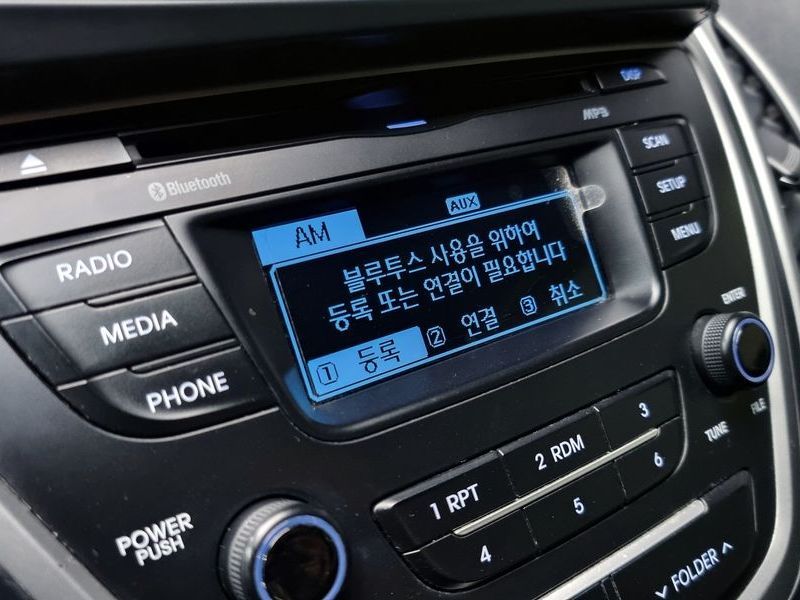 DISP
MP3
SCAN
Bluetooth
SETUP
AUX
AM
MENU
RADIO
블루투스 사용을 위하여
등록 또는 연결이 필요합니다
1 등록 2 연결 3 취소
MEDIA
PHONE
ENTER
FILE
TUNE
1 RPT
2 RDM
3
4
5
6
POWER
PUSH
FOLDER